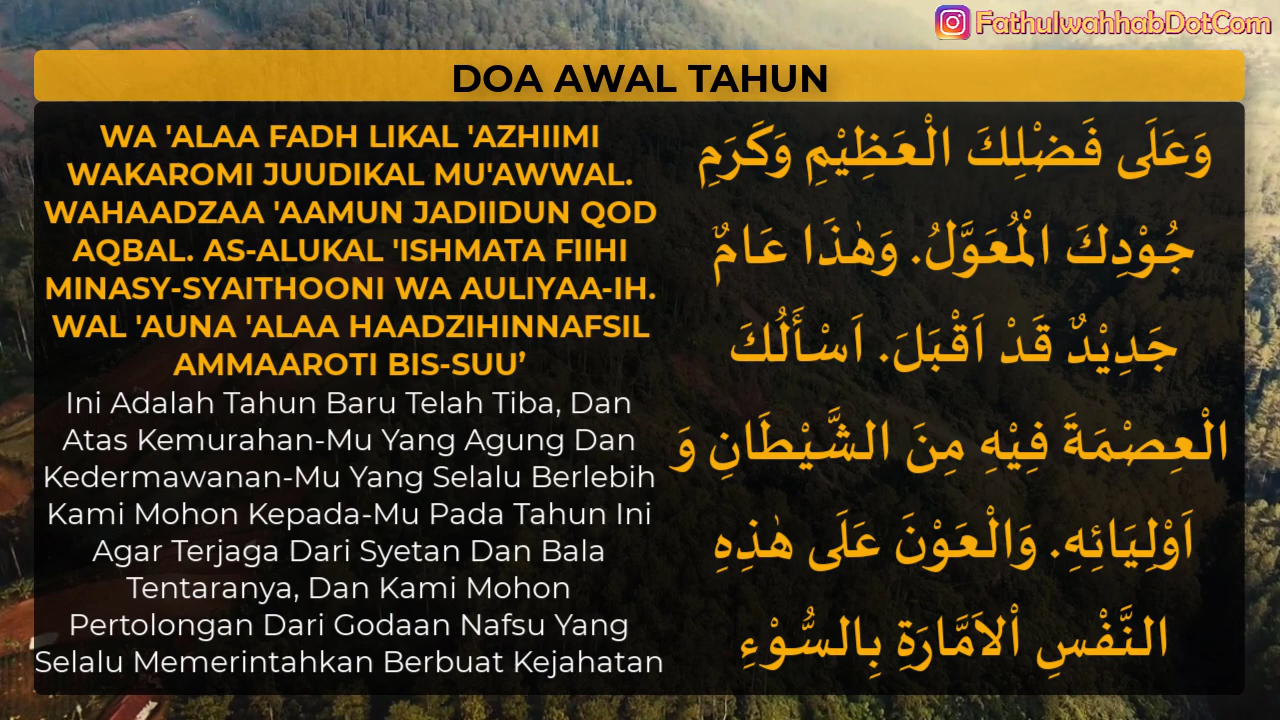 FathulwahhabDotCom
DOA AWAL TAHUN
WA 'ALAA FADH LIKAL 'AZHIIMI
WAKAROMI JUUDIKAL MU'AWWAL.
WAHAADZAA 'AAMUN JADIIDUN QOD
AQBAL. AS-ALUKAL 'ISHMATA FIIHI
MINASY-SYAITHOONI WA AULIYAA-IH.
WAL 'AUNA 'ALAA HAADZIHINNAFSIL
AMMAAROTI BIS-SUU’
Ini Adalah Tahun Baru Telah Tiba, Dan
Atas Kemurahan-Mu Yang Agung Dan
Kedermawanan-Mu Yang Selalu Berlebih
Kami Mohon Kepada-Mu Pada Tahun Ini
Agar Terjaga Dari Syetan Dan Bala
Tentaranya, Dan Kami Mohon
Pertolongan Dari Godaan Nafsu Yang
Selalu Memerintahkan Berbuat Kejahatan
وَعَلَى فَضْلِكَ الْعَظِيْمِ وَكَرَمِ
جُوْدِكَ الْمُعَوَّلُ. وَهٰذَا عَامٌ
جَدِيْدٌ قَدْ اَقْبَلَ. اَسْأَلُكَ
الْعِصْمَةَ فِيْهِ مِنَ الشَّيْطَانِ وَ
اَوْلِيَائِهِ. وَالْعَوْنَ عَلَى هٰذِهِ
النَّفْسِ اْلاَمَّارَةِ بِالسُّوْءِ